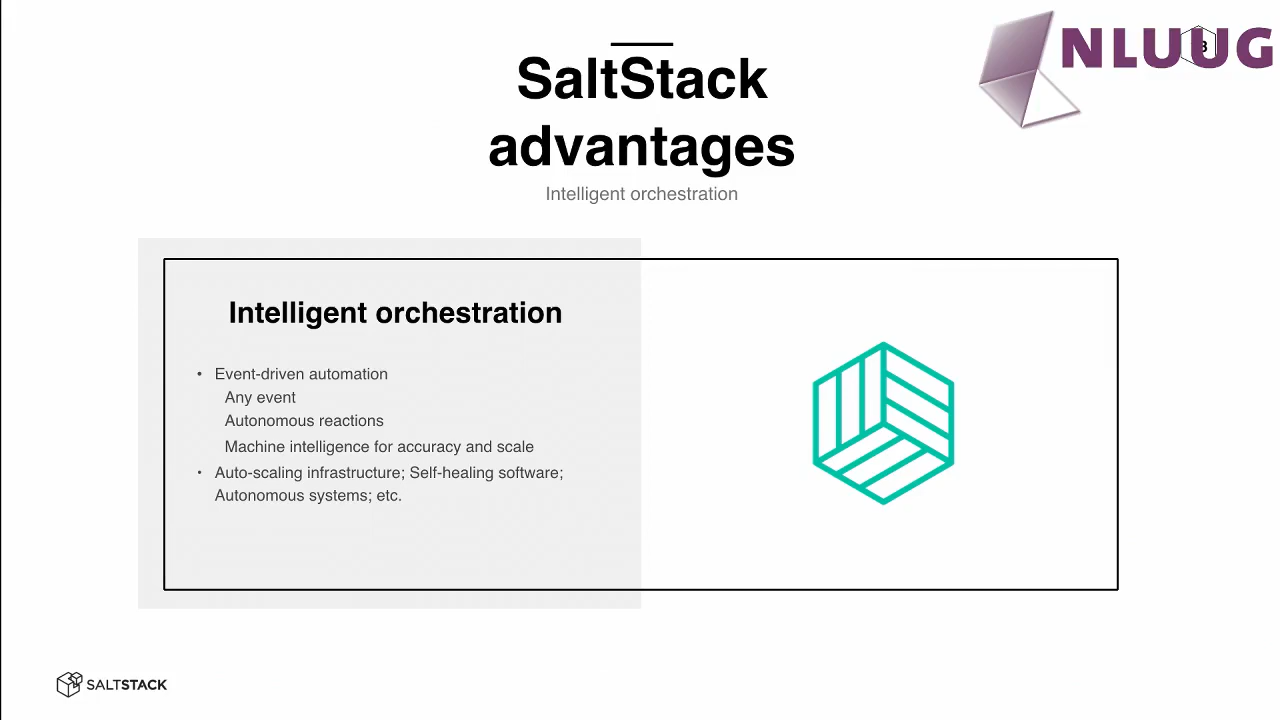 NLUUG
SaltStack
advantages
Intelligent orchestration
Intelligent orchestration
• Event-driven automation
Any event
Autonomous reactions
Machine intelligence for accuracy and scale
• Auto-scaling infrastructure; Self-healing software;
Autonomous systems; etc.
SALTSTACK